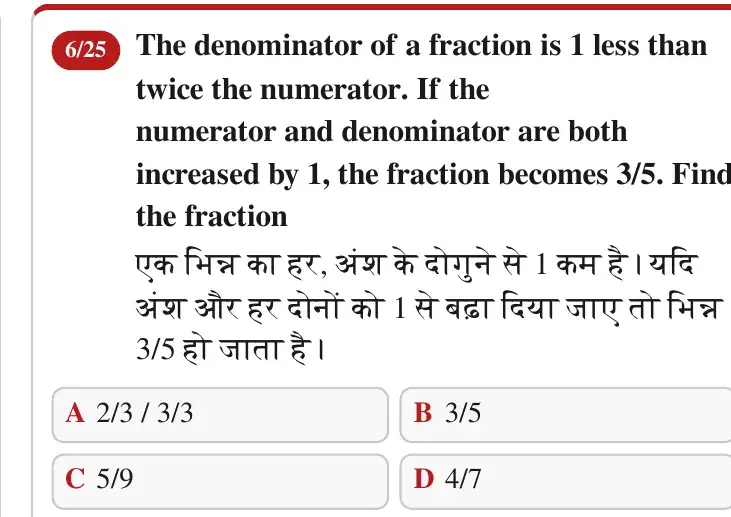 6/25 The denominator of a fraction is 1 less than
twice the numerator. If the
numerator and denominator are both
increased by 1, the fraction becomes 3/5. Find
the fraction
एक भिन्न का हर, अंश के दोगुने से 1 कम है। यदि
अंश और हर दोनों को 1 से बढ़ा दिया जाए तो भिन्न
3/5 हो जाता है।
A 2/3 / 3/3
B 3/5
C 5/9
D 4/7